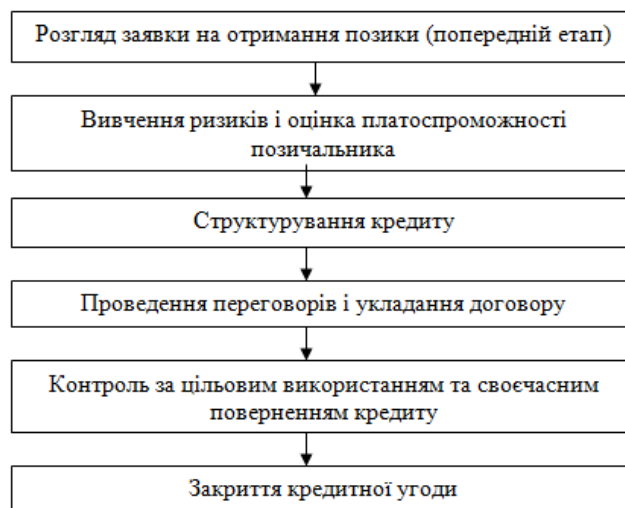 Розгляд заявки на отримання позики (попередній етап)
Вивчення ризиків і оцінка платоспроможності
позичальника
Структурування кредиту
Проведення переговорів і укладання договору
Контроль за цільовим використанням та своєчасним
поверненням кредиту
Закриття кредитної угоди